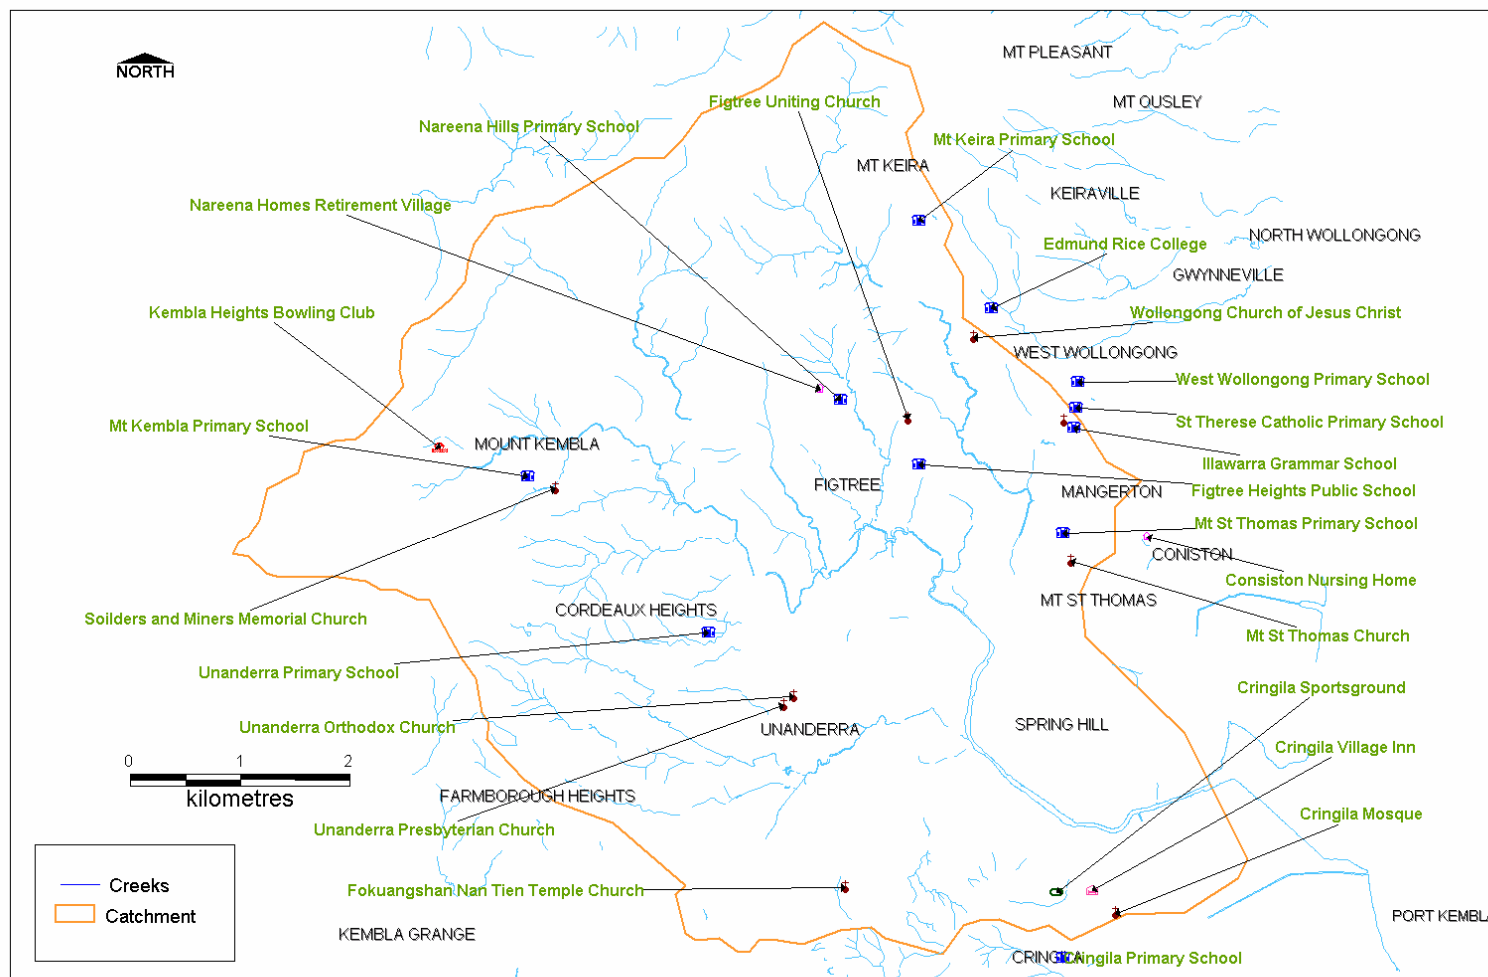 MT PLEASANT
NORTH
MT OUSLEY
Figtree Uniting Church
Nareena Hills Primary School
Mt Keira Primary School
MT KEIRA
KEIRAVILLE
Nareena Homes Retirement Village
NORTH WOLLONGONG
Edmund Rice College
GWYNNEVILLE
Kembla Heights Bowling Club
Wollongong Church of Jesus Christ
WEST WOLLONGONG
West Wollongong Primary School
Mt Kembla Primary School
St Therese Catholic Primary School
MOUNT KEMBLA
Illawarra Grammar School
FIGTREE
MANGERTON
Figtree Heights Public School
Mt St Thomas Primary School
CONISTON
Consiston Nursing Home
MT ST THOMAS
CORDEAUX HEIGHTS
Soilders and Miners Memorial Church
Mt St Thomas Church
Unanderra Primary School
Cringila Sportsground
Unanderra Orthodox Church
UNANDERRA
SPRING HILL
Cringila Village Inn
0 1 2
kilometres
FARMBOROUGH HEIGHTS
Cringila Mosque
Unanderra Presbyterian Church
Creeks
Fokuangshan Nan Tien Temple Church
Catchment
PORT KEMBL
KEMBLA GRANGE
CRINGILA
Cringila Primary School